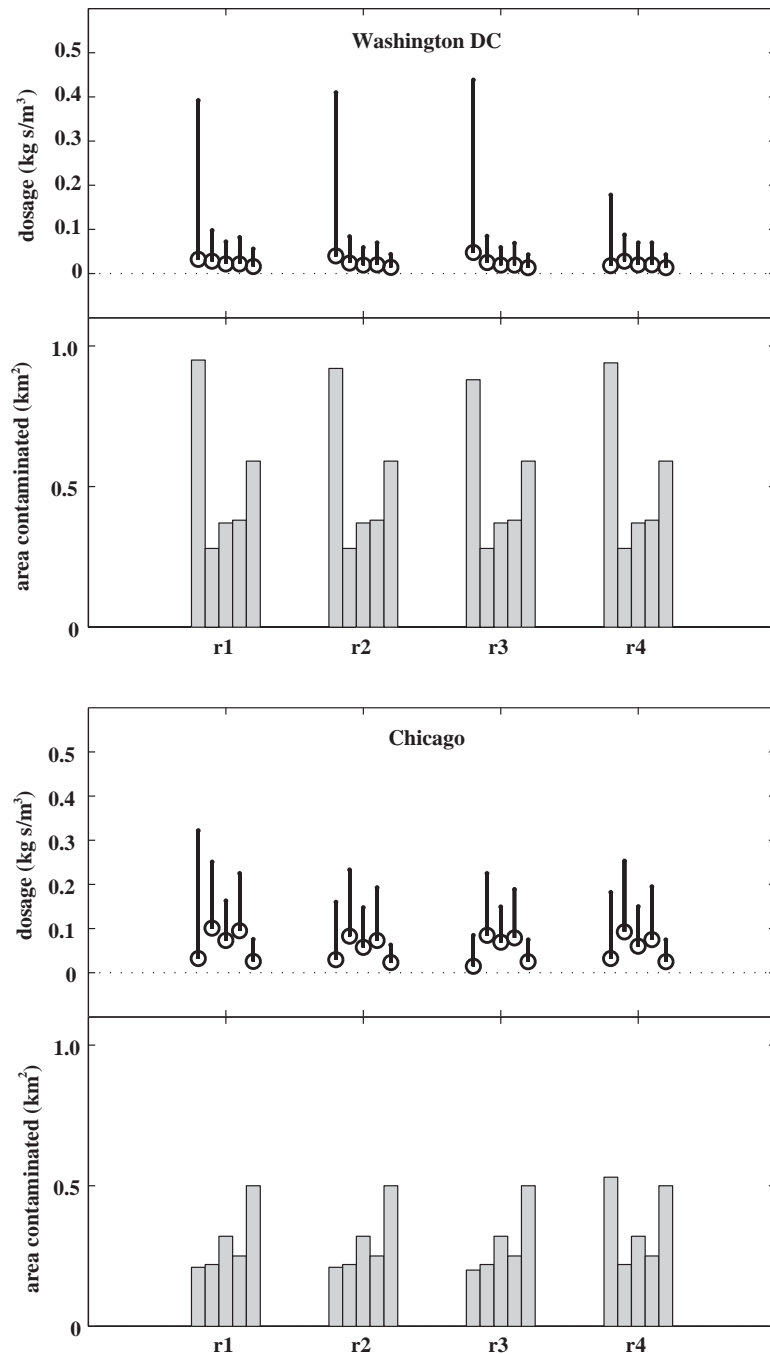 Washington DC
dosage (kg s/m³)
0.5
0.4
0.3
0.2
0.1
0
area contaminated (km²)
1.0
0.5
0
r1 r2 r3 r4
Chicago
dosage (kg s/m³)
0.5
0.4
0.3
0.2
0.1
0
area contaminated (km²)
1.0
0.5
0
r1 r2 r3 r4